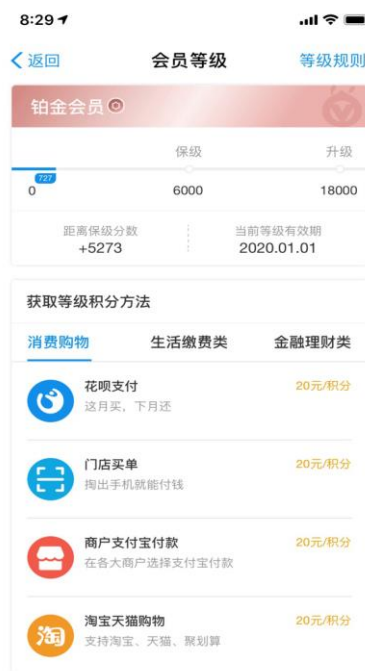 8:29
返回
会员等级
等级规则
铂金会员
保级
升级
727
0
6000
18000
距离保级分数
当前等级有效期
+5273
2020.01.01
获取等级积分方法
消费购物
生活缴费类
金融理财类
花呗支付
20元/积分
这月买，下月还
门店买单
20元/积分
掏出手机就能付钱
商户支付宝付款
20元/积分
在各大商户选择支付宝付款
淘宝天猫购物
20元/积分
淘
支持淘宝、天猫、聚划算